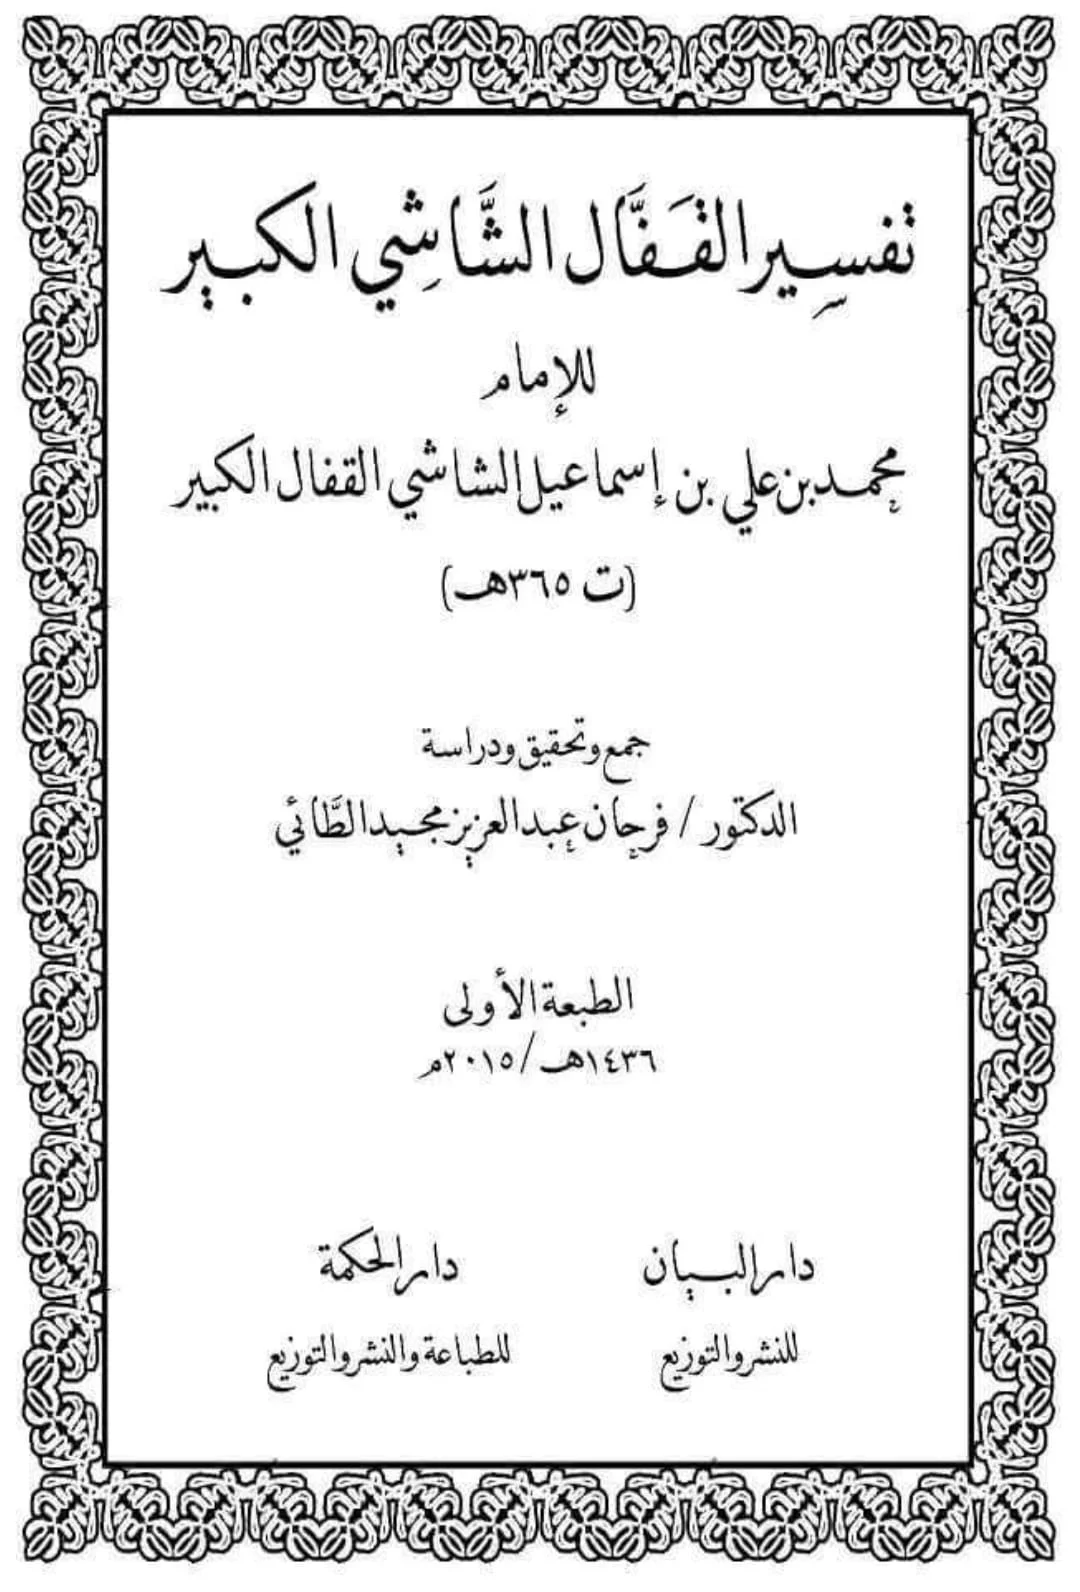 تفسِير القَفَّال الشَّاشِي الكبير
للإمام
محمد بن علي بن إسماعيل الشاشي القفال الكبير
(ت ٣٦٥هـ)
جمع وتحقيق ودراسة
الدكتور / فرحان عبد العزيز مجيد الطَّائي
الطبعة الأولى
١٤٣٦هـ / ٢٠١٥م
دار البيان
للنشر والتوزيع
دار الحكمة
للطباعة والنشر والتوزيع